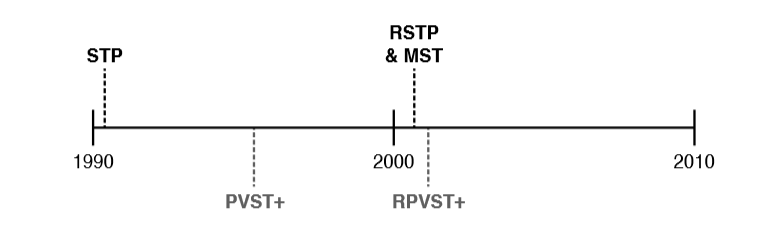 RSTP
& MST
STP
1990
2000
2010
PVST+
RPVST+